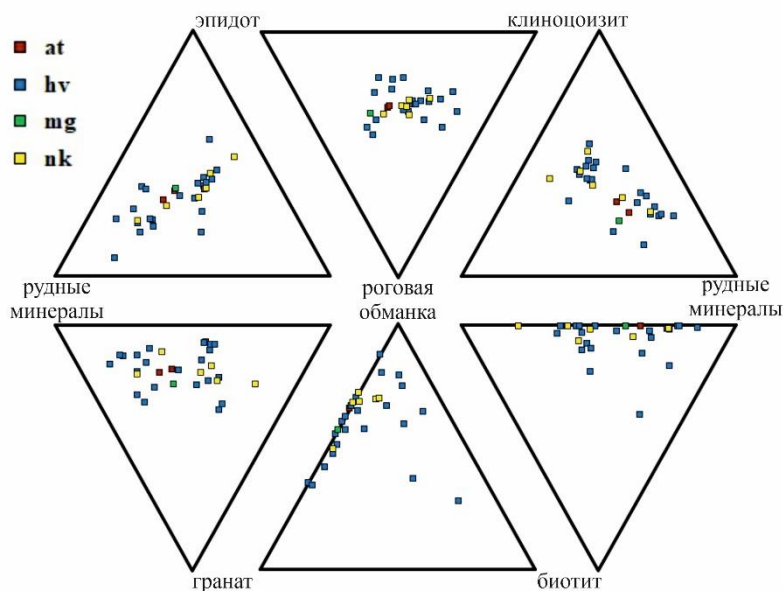 эпидот
клиноцоизит
at
hv
mg
nk
рудные
минералы
роговая
обманка
рудные
минералы
гранат
биотит